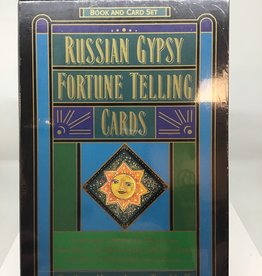 BOOK AND CARD SET
RUSSIAN GYPSY
FORTUNE TELLING
CARDS